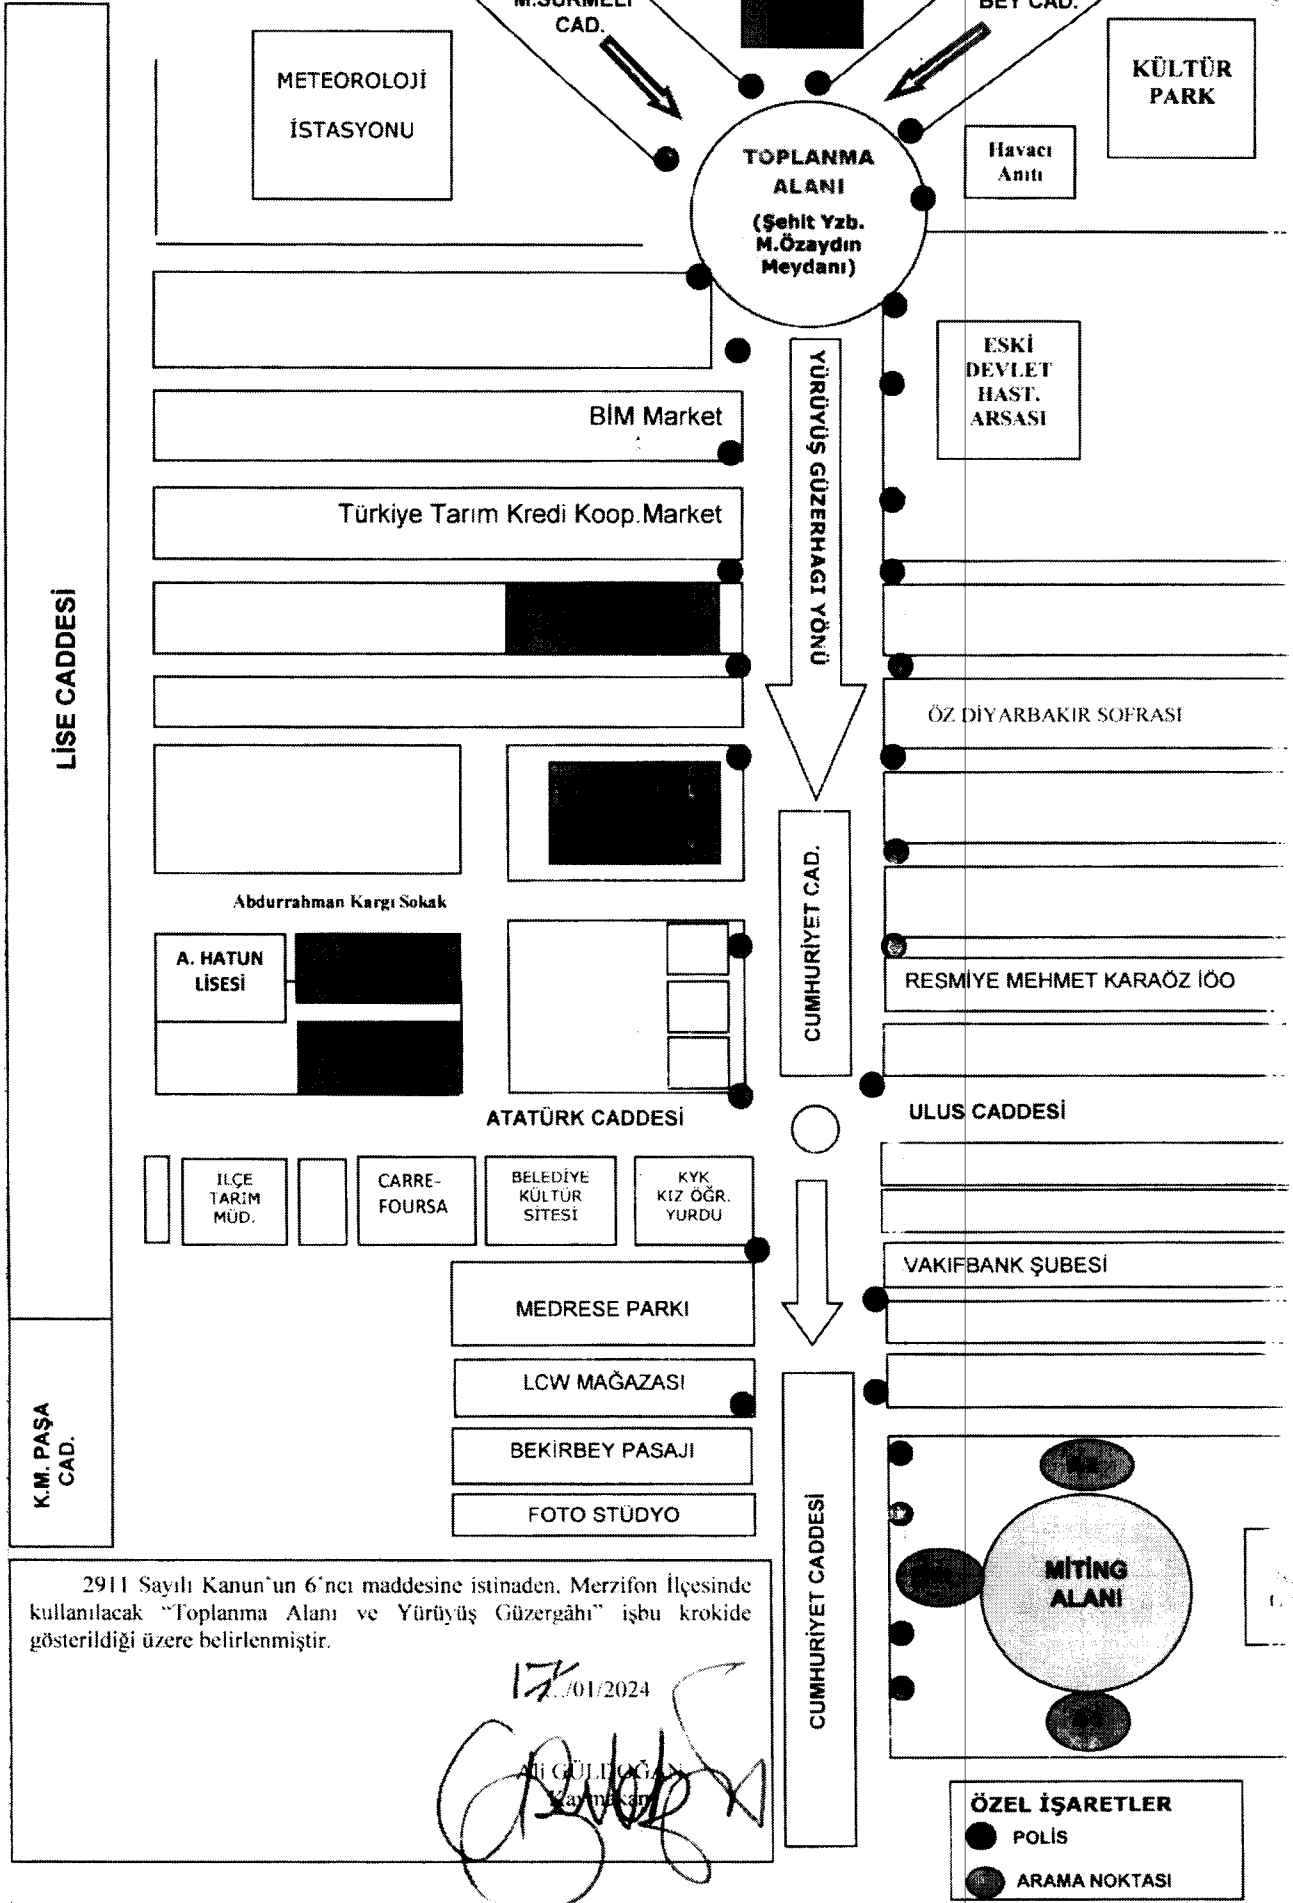 M.SÜRMELİ
CAD.
BEY CAD.
METEOROLOJİ
İSTASYONU
KÜLTÜR
PARK
Havacı
Anıtı
TOPLANMA
ALANI
(Şehit Yzb.
M.Özaydın
Meydanı)
ESKİ
DEVLET
HAST.
ARSASI
YÜRÜYÜŞ GÜZERHAGI YÖNÜ
BİM Market
Türkiye Tarım Kredi Koop.Market
LİSE CADDESİ
ÖZ DİYARBAKIR SOFRASI
CUMHURİYET CAD.
Abdurrahman Kargı Sokak
A. HATUN
LİSESİ
RESMİYE MEHMET KARAÖZ İÖO
ATATÜRK CADDESİ
ULUS CADDESİ
İLÇE
TARIM
MÜD.
CARRE-
FOURSA
BELEDİYE
KÜLTÜR
SİTESİ
KYK
KIZ ÖĞR.
YURDU
VAKIFBANK ŞUBESİ
MEDRESE PARKI
LCW MAĞAZASI
BEKİRBEY PASAJI
FOTO STÜDYO
K.M. PAŞA
CAD.
CUMHURİYET CADDESİ
MİTİNG
ALANI
2911 Sayılı Kanun'un 6'ncı maddesine istinaden, Merzifon İlçesinde
kullanılacak “Toplanma Alanı ve Yürüyüş Güzergâhı” işbu krokide
gösterildiği üzere belirlenmiştir.
17/01/2024
Ali GÜLDOĞAN
Kaymakam
ÖZEL İŞARETLER
POLİS
ARAMA NOKTASI